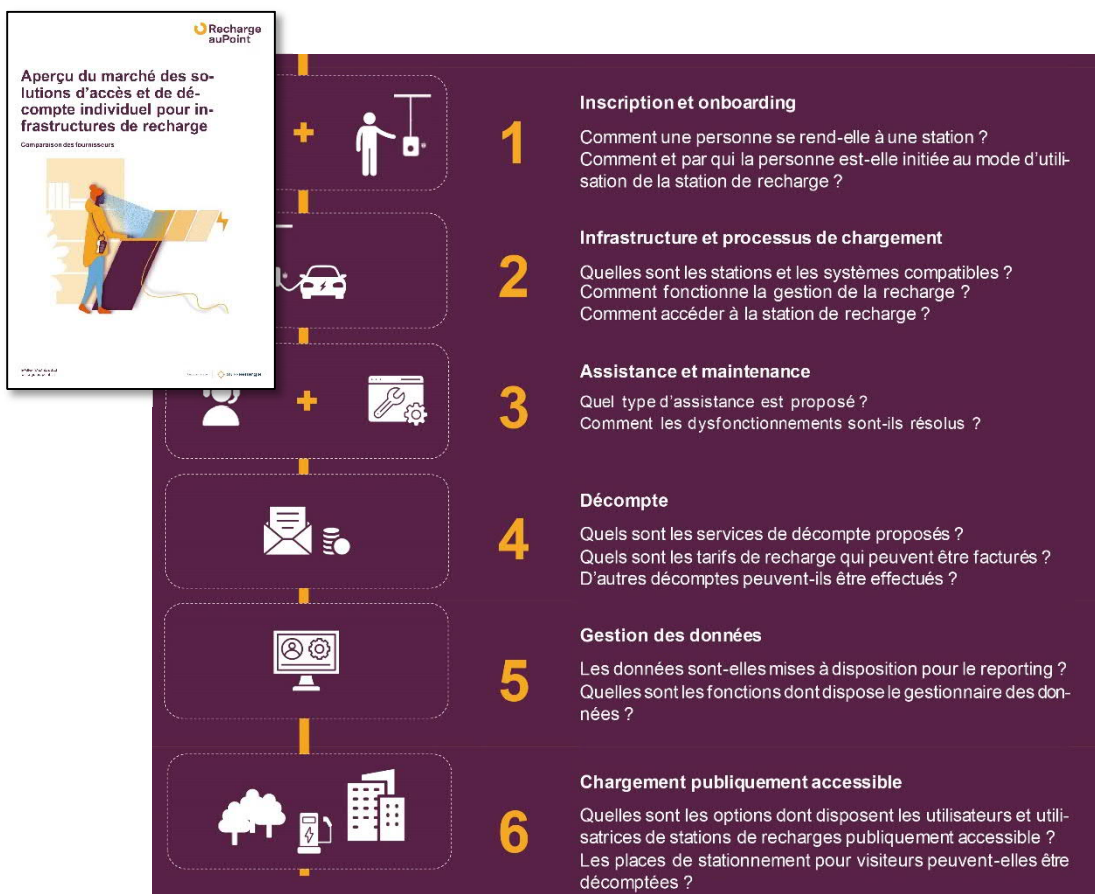 Recharge
auPoint
Aperçu du marché des so-
lutions d'accès et de dé-
compte individuel pour in-
frastructures de recharge
Comparaison des fournisseurs
1
Inscription et onboarding
Comment une personne se rend-elle à une station ?
Comment et par qui la personne est-elle initiée au mode d'utili-
sation de la station de recharge ?
2
Infrastructure et processus de chargement
Quelles sont les stations et les systèmes compatibles ?
Comment fonctionne la gestion de la recharge ?
Comment accéder à la station de recharge ?
3
Assistance et maintenance
Quel type d'assistance est proposé ?
Comment les dysfonctionnements sont-ils résolus ?
4
Décompte
Quels sont les services de décompte proposés ?
Quels sont les tarifs de recharge qui peuvent être facturés ?
D'autres décomptes peuvent-ils être effectués ?
5
Gestion des données
Les données sont-elles mises à disposition pour le reporting ?
Quelles sont les fonctions dont dispose le gestionnaire des don-
nées ?
6
Chargement publiquement accessible
Quelles sont les options dont disposent les utilisateurs et utili-
satrices de stations de recharges publiquement accessible ?
Les places de stationnement pour visiteurs peuvent-elles être
décomptées ?